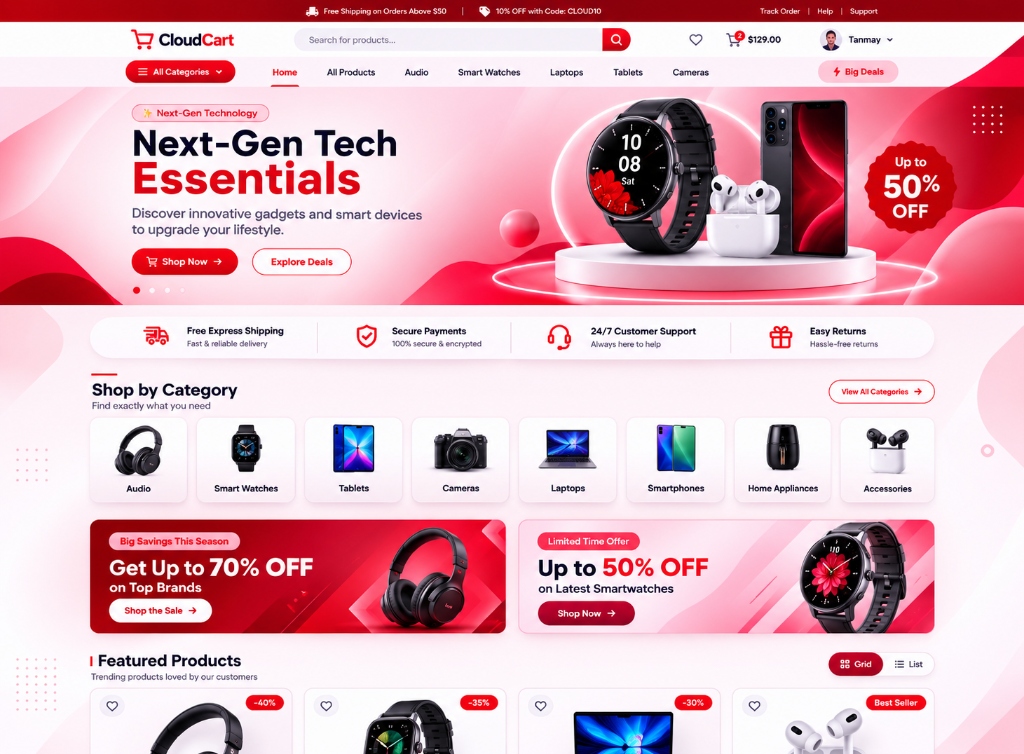 Free Shipping on Orders Above $50
10% OFF with Code: CLOUD10
Track Order
Help
Support
CloudCart
Search for products...
2
$129.00
Tanmay
All Categories
Home
All Products
Audio
Smart Watches
Laptops
Tablets
Cameras
Big Deals
Next-Gen Technology
Next-Gen Tech
Essentials
Discover innovative gadgets and smart devices
to upgrade your lifestyle.
Shop Now
Explore Deals
10
08
Sat
Up to
50%
OFF
Free Express Shipping
Fast & reliable delivery
Secure Payments
100% secure & encrypted
24/7 Customer Support
Always here to help
Easy Returns
Hassle-free returns
Shop by Category
Find exactly what you need
View All Categories
Audio
Smart Watches
Tablets
Cameras
Laptops
Smartphones
Home Appliances
Accessories
Big Savings This Season
Get Up to 70% OFF
on Top Brands
Shop the Sale
Limited Time Offer
Up to 50% OFF
on Latest Smartwatches
Shop Now
Featured Products
Trending products loved by our customers
Grid
List
-40%
-35%
-30%
Best Seller